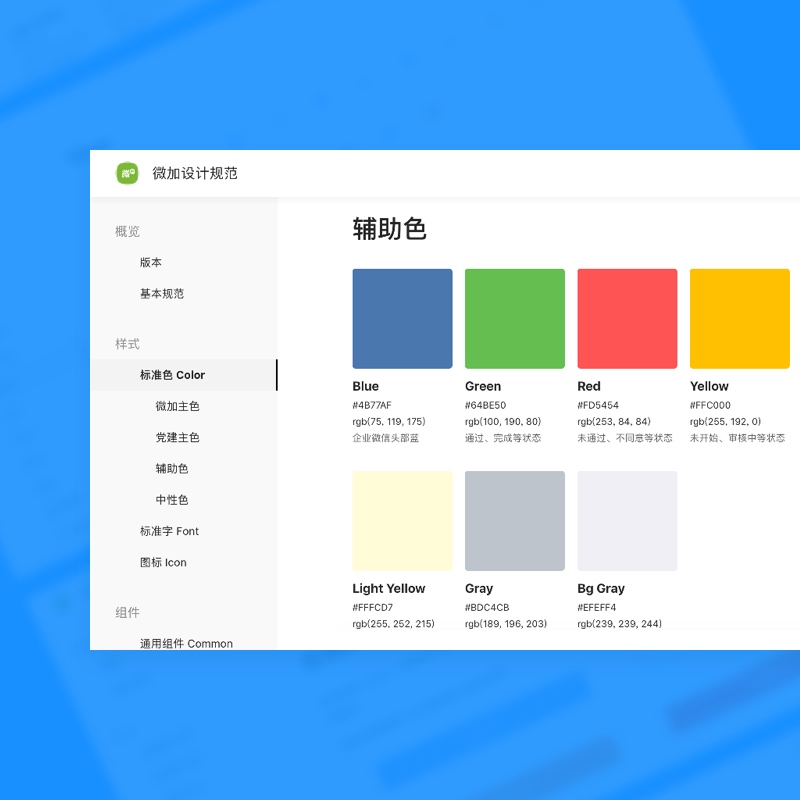 微加设计规范
概览
版本
基本规范
样式
标准色 Color
微加主色
党建主色
辅助色
中性色
标准字 Font
图标 Icon
组件
通用组件 Common
辅助色
Blue
#4B77AF
rgb(75, 119, 175)
企业微信头部蓝
Green
#64BE50
rgb(100, 190, 80)
通过、完成等状态
Red
#FD5454
rgb(253, 84, 84)
未通过、不同意等状态
Yellow
#FFC000
rgb(255, 192, 0)
未开始、审核中等状态
Light Yellow
#FFFCD7
rgb(255, 252, 215)
Gray
#BDC4CB
rgb(189, 196, 203)
Bg Gray
#EFEFF4
rgb(239, 239, 244)